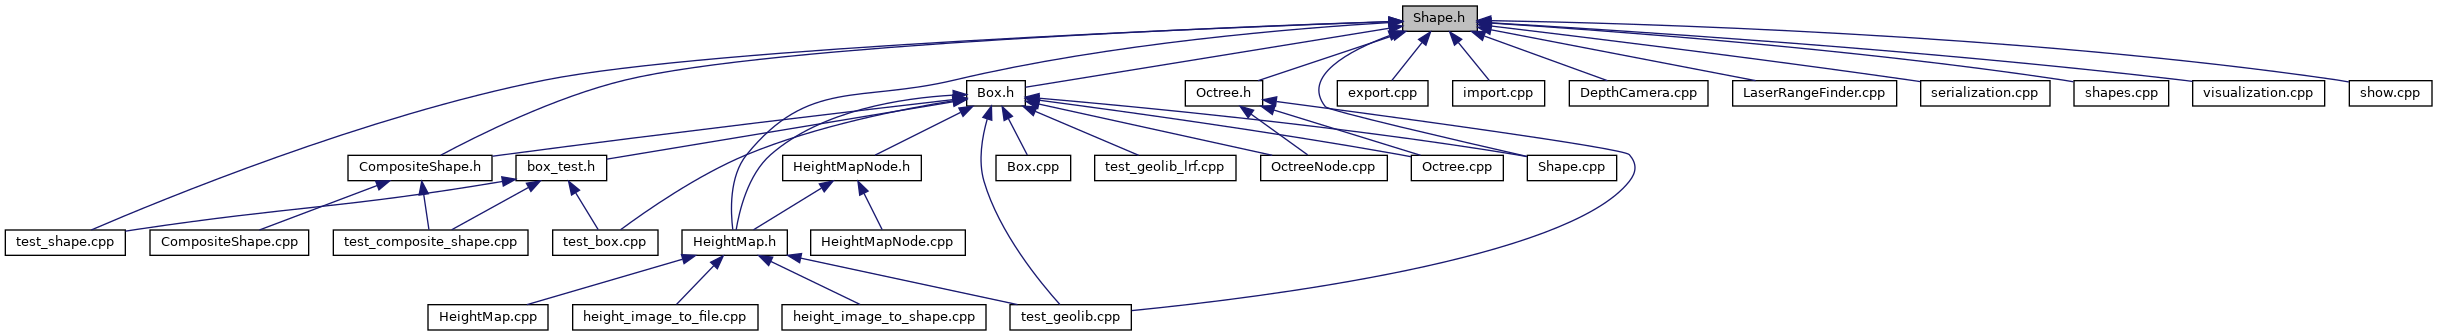 Shape.h
Box.h
Octree.h
export.cpp
import.cpp
DepthCamera.cpp
LaserRangeFinder.cpp
serialization.cpp
shapes.cpp
visualization.cpp
show.cpp
CompositeShape.h
box_test.h
HeightMapNode.h
Box.cpp
test_geolib_lrf.cpp
OctreeNode.cpp
Octree.cpp
Shape.cpp
test_shape.cpp
CompositeShape.cpp
test_composite_shape.cpp
test_box.cpp
HeightMap.h
HeightMapNode.cpp
HeightMap.cpp
height_image_to_file.cpp
height_image_to_shape.cpp
test_geolib.cpp